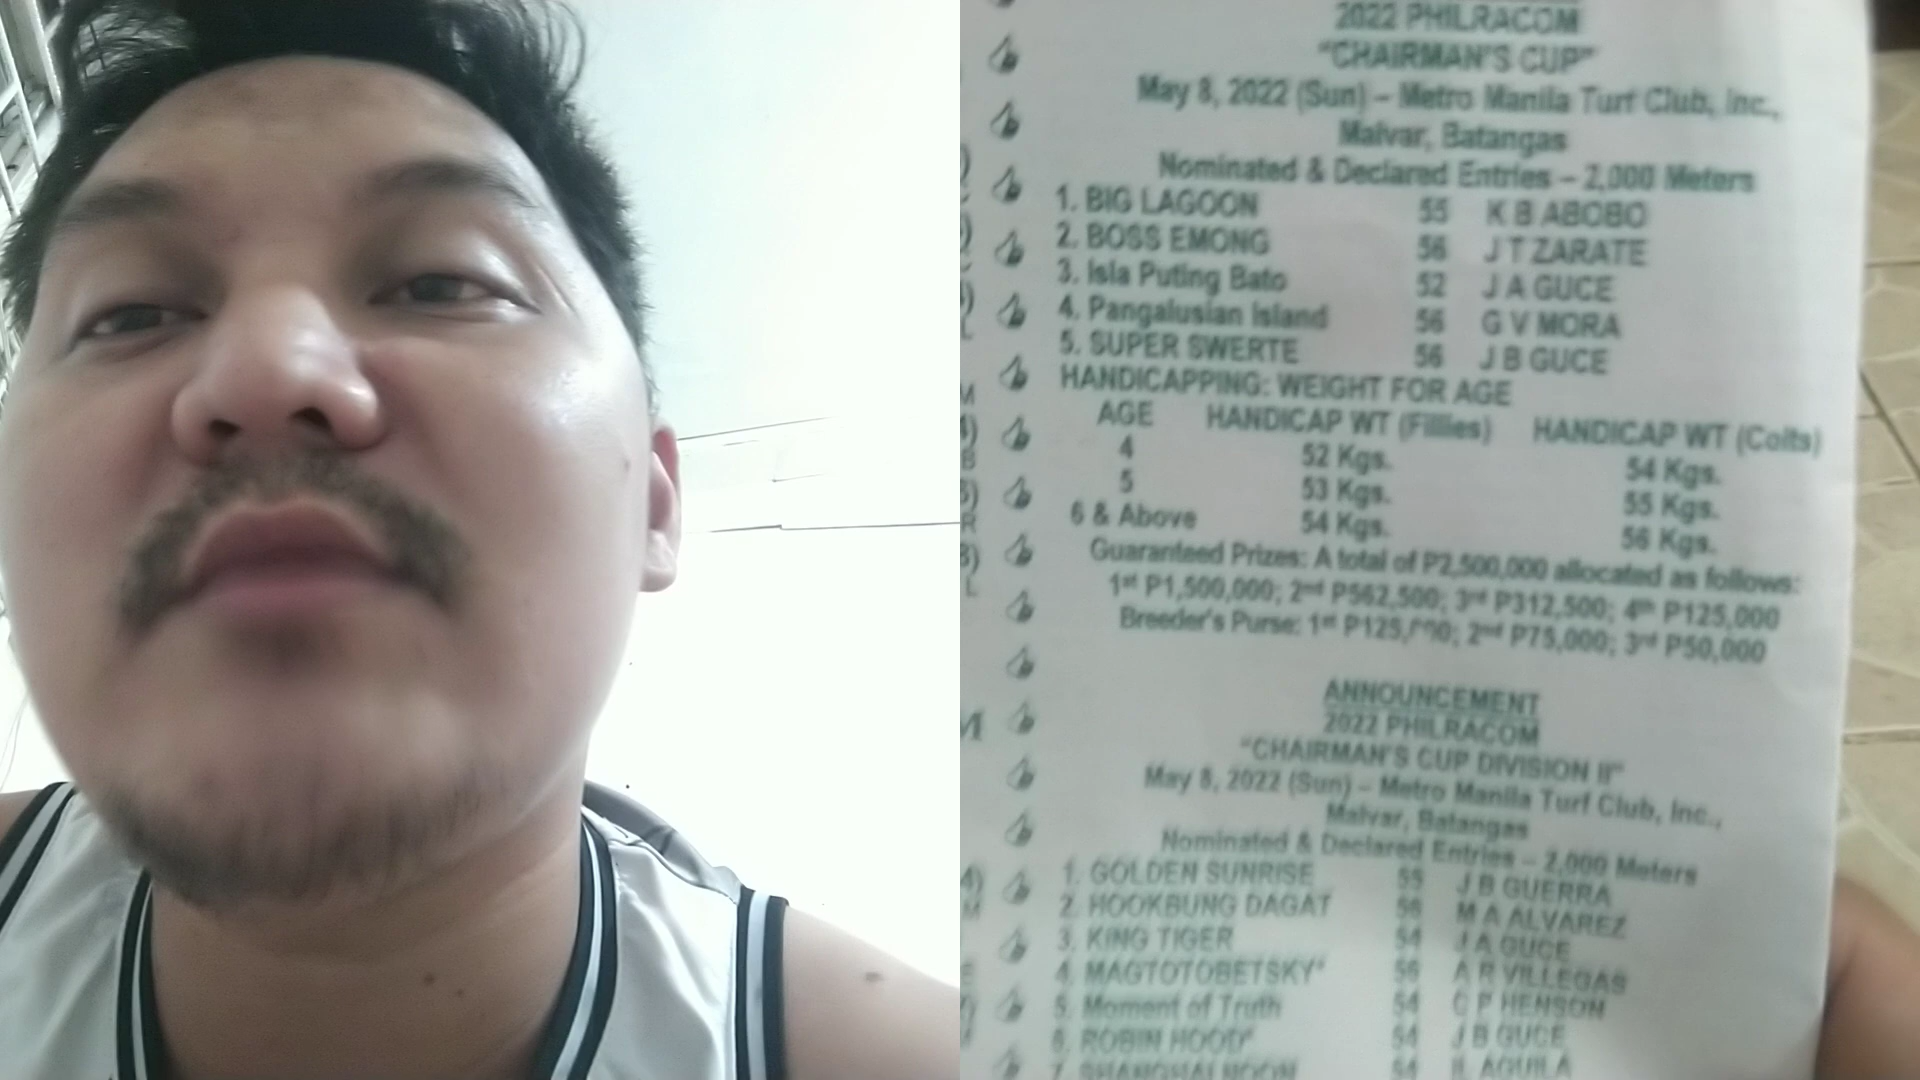 2022 PHILRACOM
"CHAIRMAN'S CUP"
May 8, 2022 (Sun) – Metro Manila Turf Club, Inc.,
Malvar, Batangas
Nominated & Declared Entries – 2,000 Meters
1. BIG LAGOON 55 K B ABOBO
2. BOSS EMONG 56 J T ZARATE
3. Isla Puting Bato 52 J A GUCE
4. Pangalusian Island 56 G V MORA
5. SUPER SWERTE 56 J B GUCE
HANDICAPPING: WEIGHT FOR AGE
AGE HANDICAP WT (Fillies) HANDICAP WT (Colts)
4 52 Kgs. 54 Kgs.
5 53 Kgs. 55 Kgs.
6 & Above 54 Kgs. 56 Kgs.
Guaranteed Prizes: A total of P2,500,000 allocated as follows:
1st P1,500,000; 2nd P562,500; 3rd P312,500; 4th P125,000
Breeder's Purse: 1st P125,000; 2nd P75,000; 3rd P50,000
ANNOUNCEMENT
2022 PHILRACOM
"CHAIRMAN'S CUP DIVISION II"
May 8, 2022 (Sun) – Metro Manila Turf Club, Inc.,
Malvar, Batangas
Nominated & Declared Entries – 2,000 Meters
1. GOLDEN SUNRISE 55 J B GUERRA
2. HOOKBUNG DAGAT 56 M A ALVAREZ
3. KING TIGER 54 J A GUCE
4. MAGTOTOBETSKY* 56 A R VILLEGAS
5. Moment of Truth 54 C P HENSON
6. ROBIN HOOD* 54 J B GUCE
7. SHANGHAI NOON 54 AGUILA